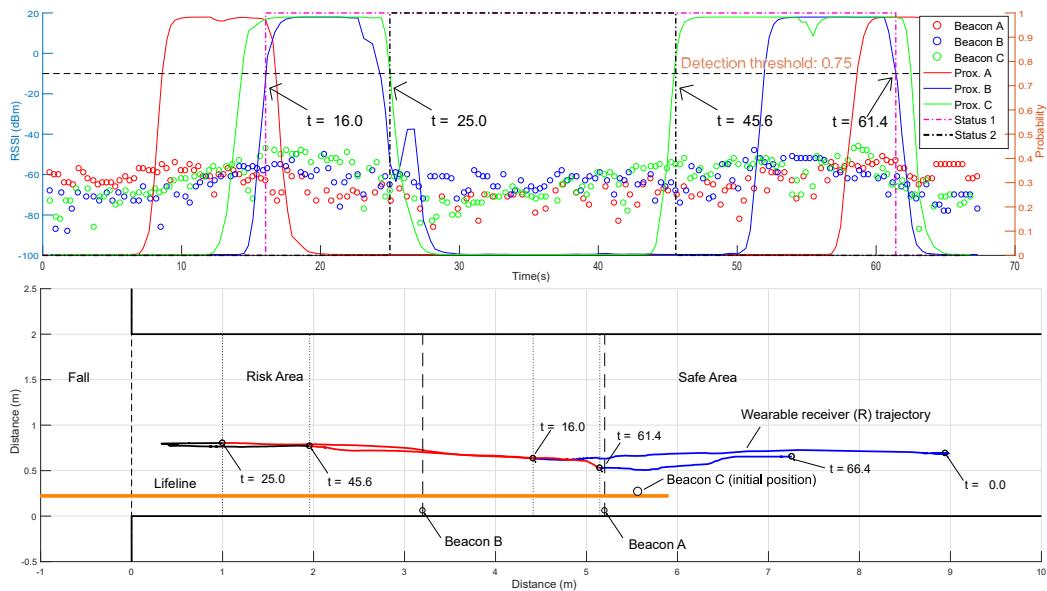 20
0
-20
-40
-60
-80
-100
RSSI (dBm)
0
10
20
30
40
50
60
70
Time(s)
1
0.9
0.8
0.7
0.6
0.5
0.4
0.3
0.2
0.1
0
Probability
Detection threshold: 0.75
t = 16.0
t = 25.0
t = 45.6
t = 61.4
Beacon A
Beacon B
Beacon C
Prox. A
Prox. B
Prox. C
Status 1
Status 2
2.5
2
1.5
1
0.5
0
-0.5
Distance (m)
Fall
Risk Area
Safe Area
Wearable receiver (R) trajectory
t = 16.0
t = 61.4
t = 66.4
t = 0.0
t = 25.0
t = 45.6
Lifeline
Beacon C (initial position)
Beacon B
Beacon A
-1
0
1
2
3
4
5
6
7
8
9
10
Distance (m)